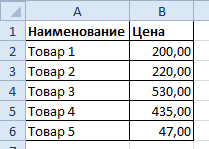 A B
1 Наименование Цена
2 Товар 1 200,00
3 Товар 2 220,00
4 Товар 3 530,00
5 Товар 4 435,00
6 Товар 5 47,00